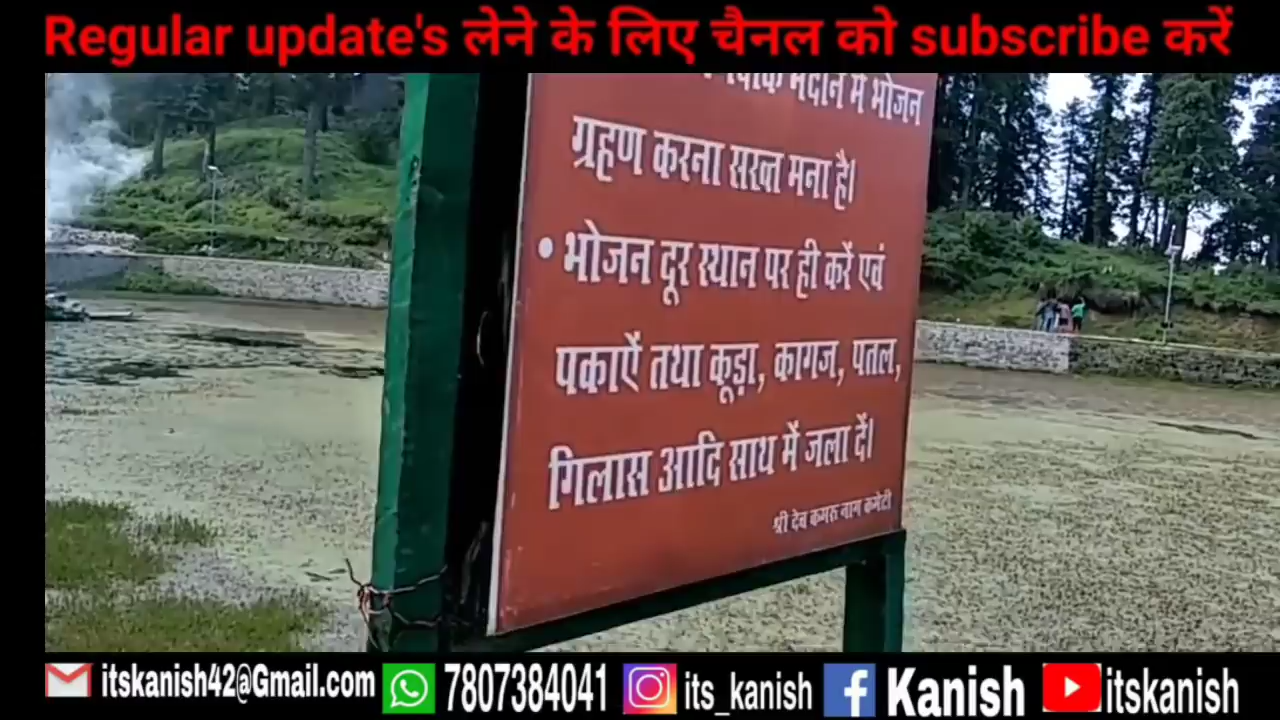 Regular update's लेने के लिए चैनल को subscribe करें
मैदान में भोजन
ग्रहण करना सख्त मना है।
• भोजन दूर स्थान पर ही करें एवं
पकाऐं तथा कूड़ा, कागज, पतल,
गिलास आदि साथ में जला दें।
श्री देव कमरू नाग कमेटी
itskanish42@Gmail.com 7807384041 its_kanish Kanish itskanish